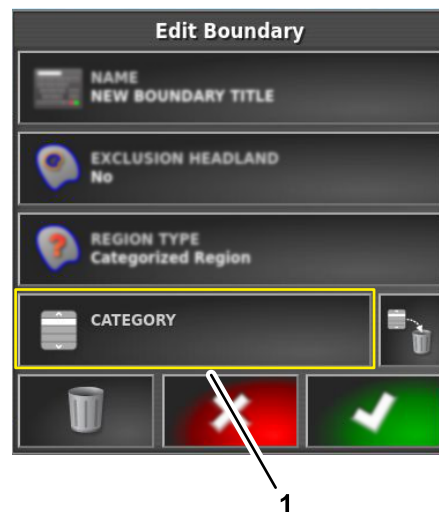 Edit Boundary
NAME
NEW BOUNDARY TITLE
EXCLUSION HEADLAND
No
REGION TYPE
Categorized Region
CATEGORY
1